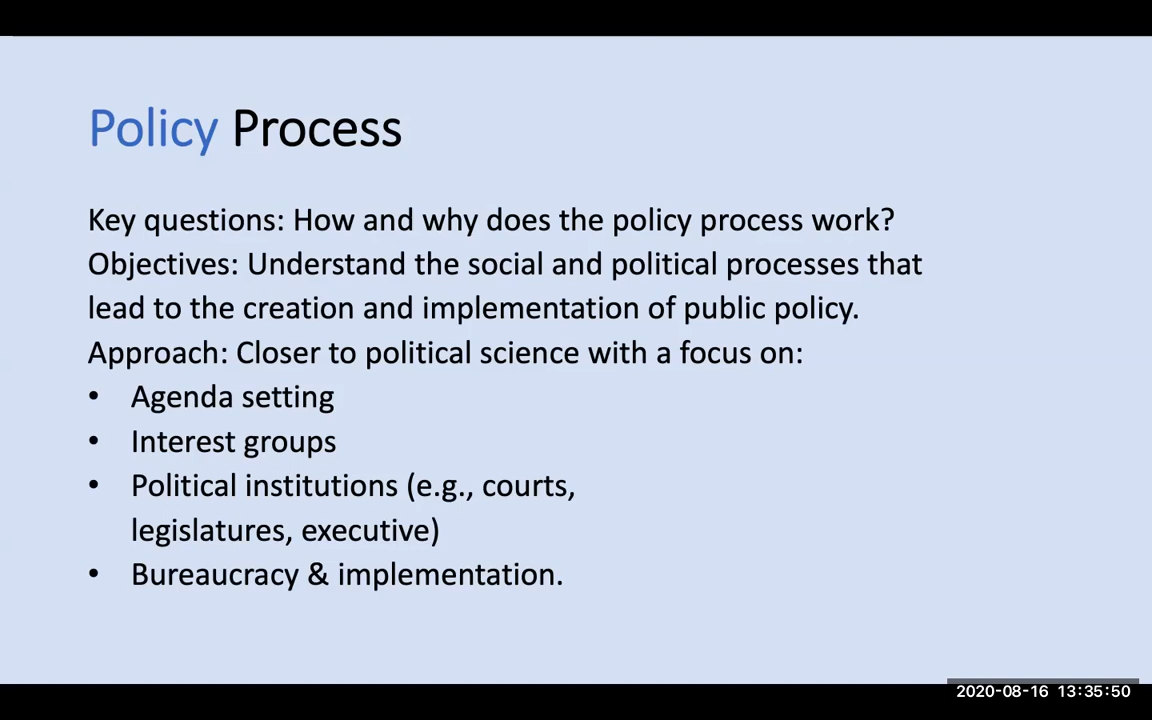 Policy Process
Key questions: How and why does the policy process work?
Objectives: Understand the social and political processes that
lead to the creation and implementation of public policy.
Approach: Closer to political science with a focus on:
• Agenda setting
• Interest groups
• Political institutions (e.g., courts,
legislatures, executive)
• Bureaucracy & implementation.
2020-08-16 13:35:50